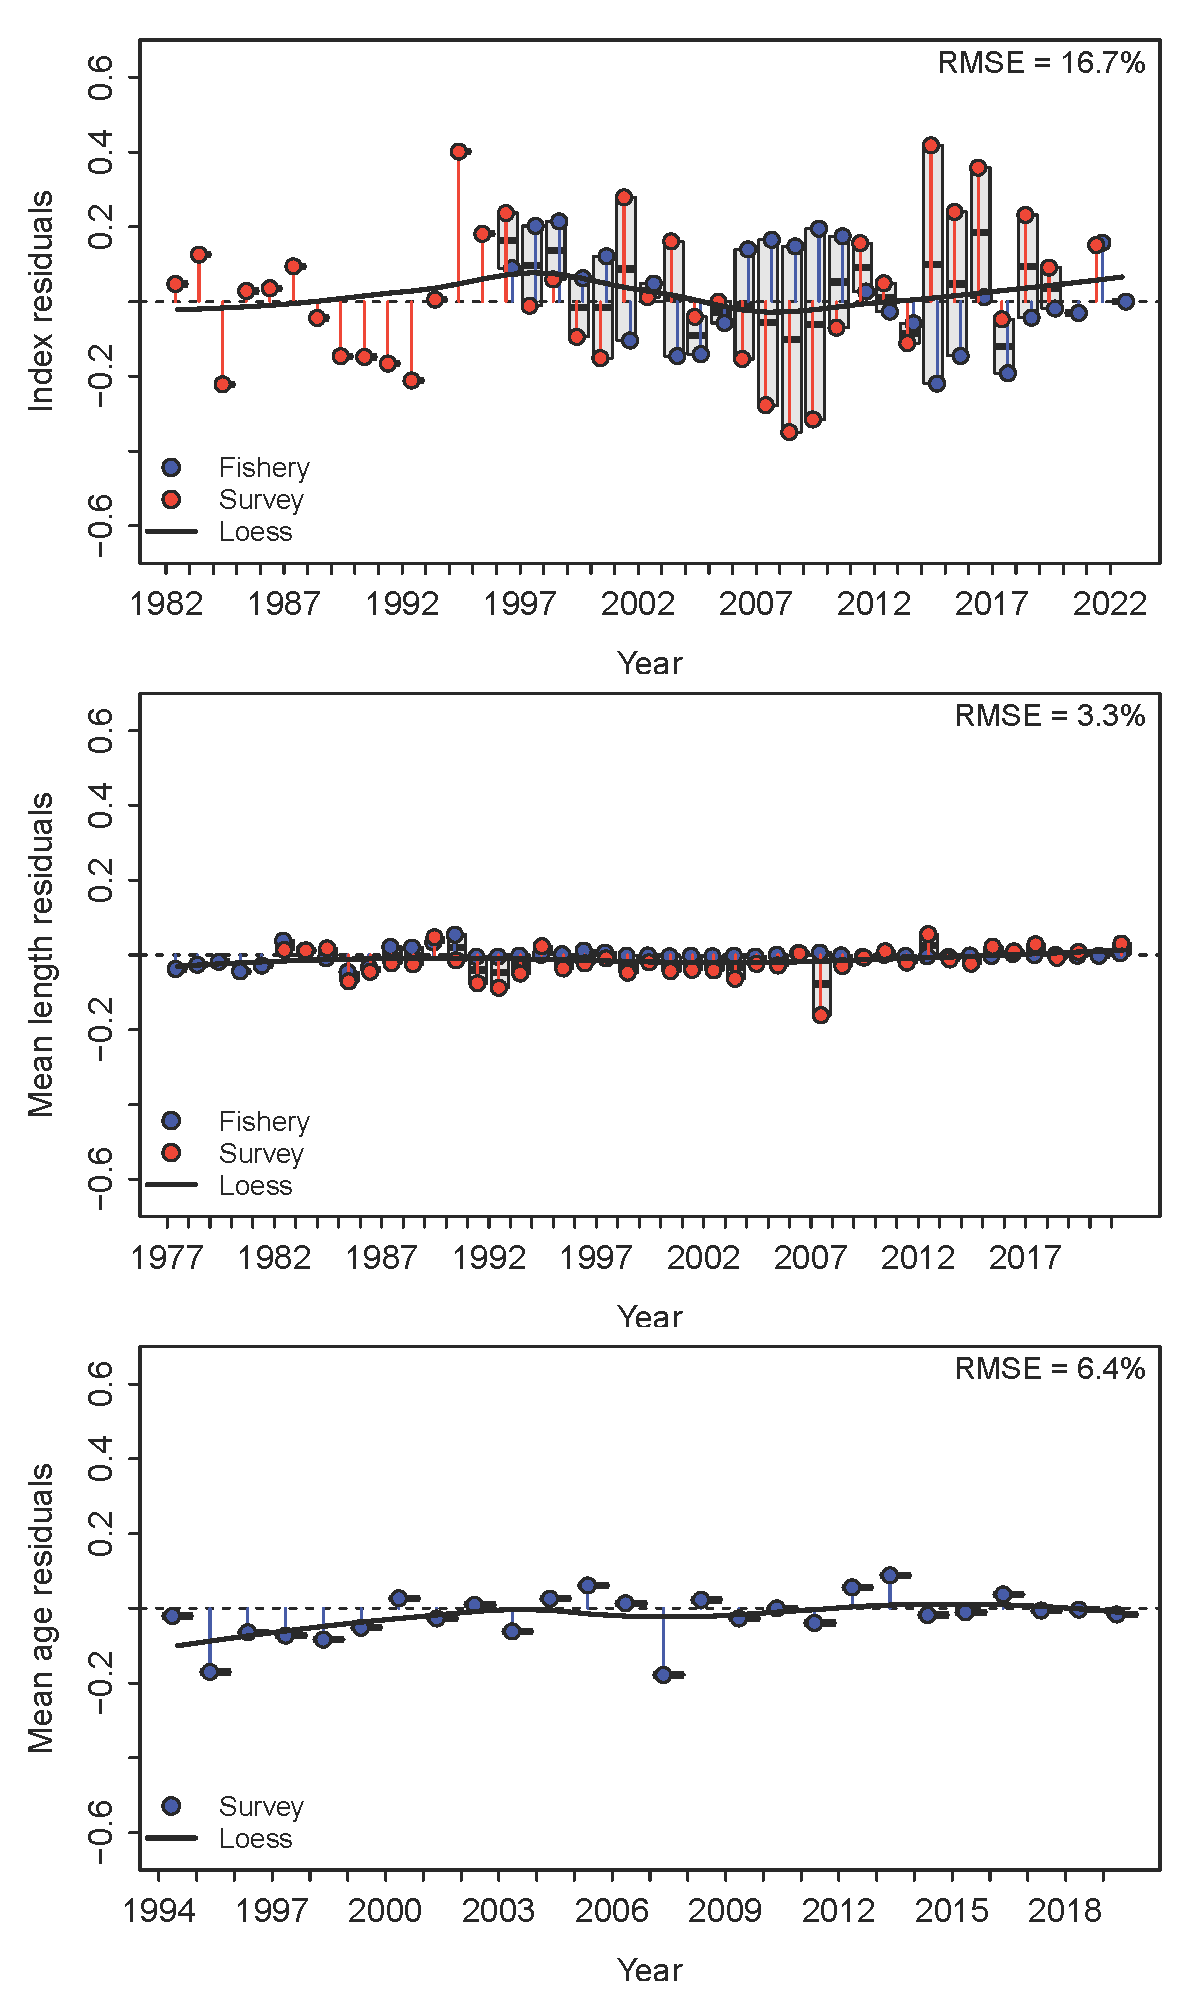 RMSE = 16.7%
0.6
0.4
0.2
−0.2
−0.6
Index residuals
Fishery
Survey
Loess
1982 1987 1992 1997 2002 2007 2012 2017 2022
Year
RMSE = 3.3%
0.6
0.4
0.2
−0.2
−0.6
Mean length residuals
Fishery
Survey
Loess
1977 1982 1987 1992 1997 2002 2007 2012 2017
Year
RMSE = 6.4%
0.6
0.4
0.2
−0.2
−0.6
Mean age residuals
Survey
Loess
1994 1997 2000 2003 2006 2009 2012 2015 2018
Year